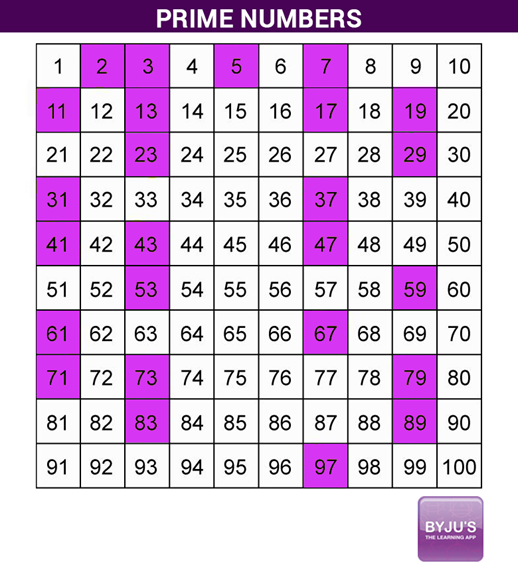 PRIME NUMBERS
1 2 3 4 5 6 7 8 9 10
11 12 13 14 15 16 17 18 19 20
21 22 23 24 25 26 27 28 29 30
31 32 33 34 35 36 37 38 39 40
41 42 43 44 45 46 47 48 49 50
51 52 53 54 55 56 57 58 59 60
61 62 63 64 65 66 67 68 69 70
71 72 73 74 75 76 77 78 79 80
81 82 83 84 85 86 87 88 89 90
91 92 93 94 95 96 97 98 99 100
BYJU'S
THE LEARNING APP